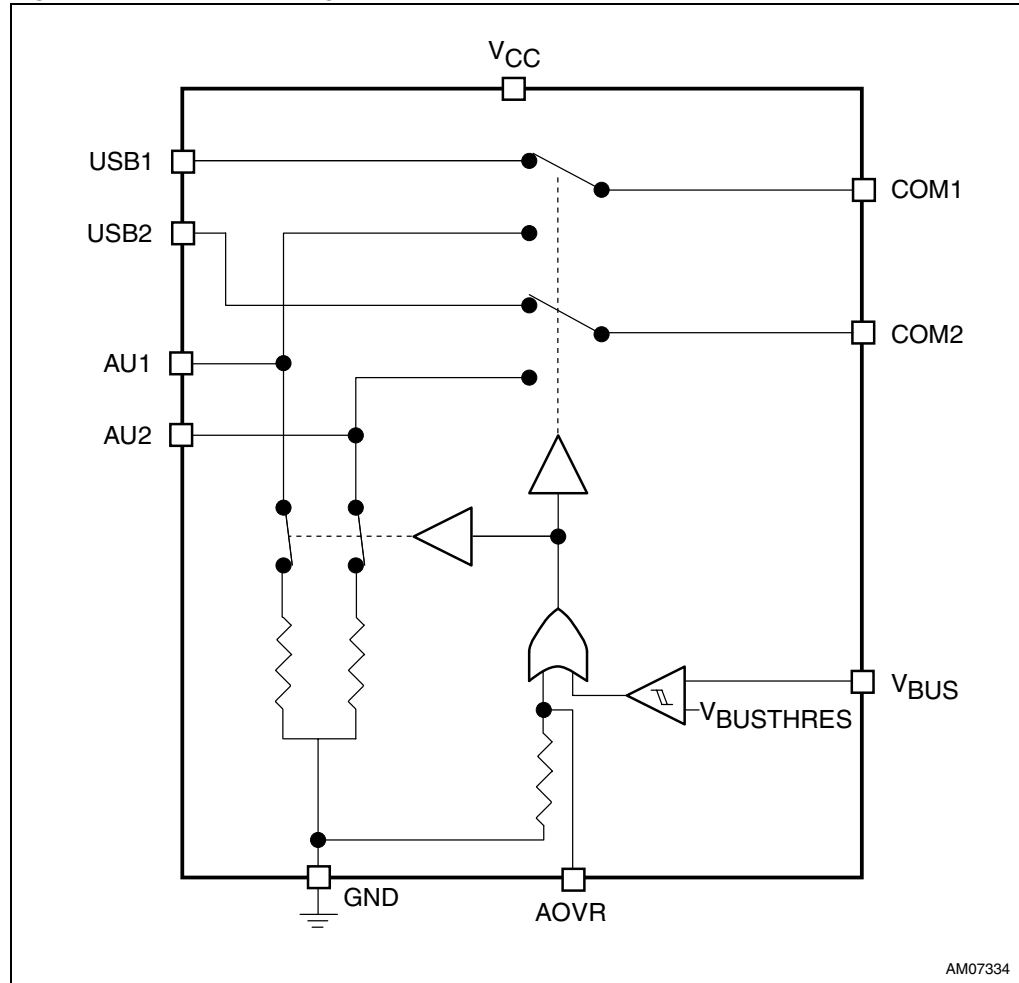 VCC
USB1
COM1
USB2
COM2
AU1
AU2
VBUS
VBUSTHRES
GND
AOVR
AM07334